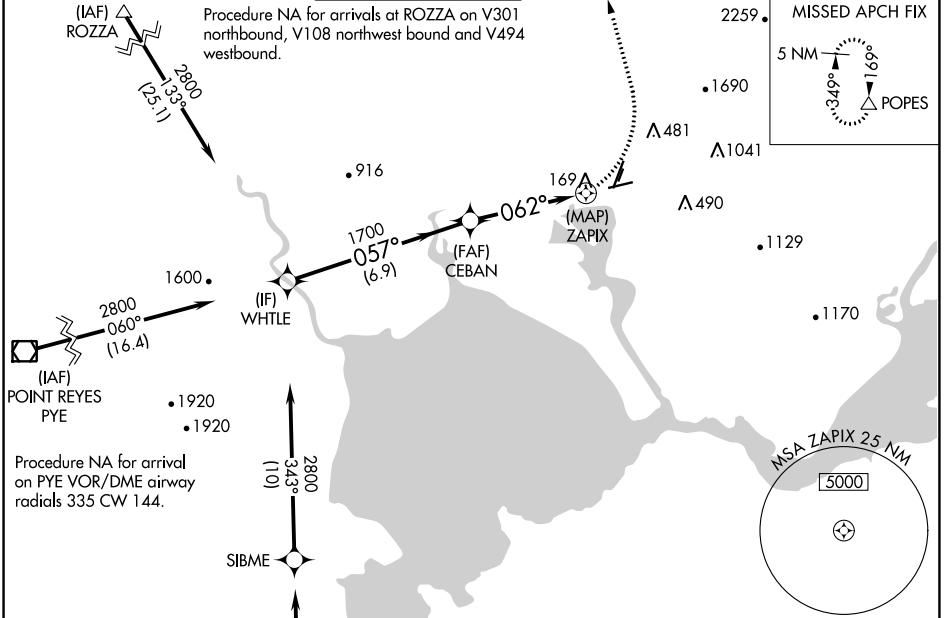 (IAF)
ROZZA
Procedure NA for arrivals at ROZZA on V301
northbound, V108 northwest bound and V494
westbound.
2259
MISSED APCH FIX
5 NM
349°
169°
POPES
2800
133°
(25.1)
1690
481
1041
916
169
490
062°
(MAP)
ZAPIX
1700
057°
(6.9)
(FAF)
CEBAN
1129
1600
(IF)
WHTLE
2800
060°
(16.4)
1170
(IAF)
POINT REYES
PYE
1920
1920
Procedure NA for arrival
on PYE VOR/DME airway
radials 335 CW 144.
2800
343°
(10)
MSA ZAPIX 25 NM
5000
SIBME